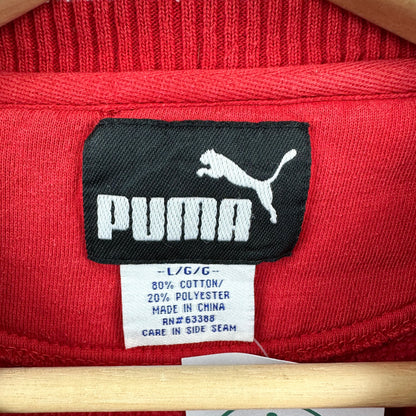 PUMA
-L/G/G-
80% COTTON/
20% POLYESTER
MADE IN CHINA
RN#63388
CARE IN SIDE SEAM